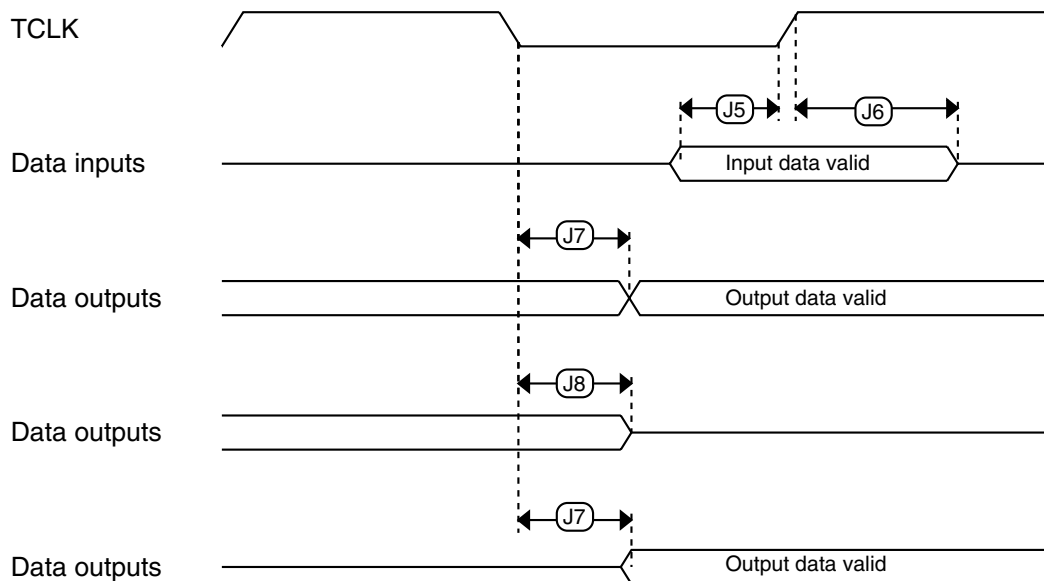 TCLK
J5
J6
Data inputs
Input data valid
J7
Data outputs
Output data valid
J8
Data outputs
J7
Data outputs
Output data valid